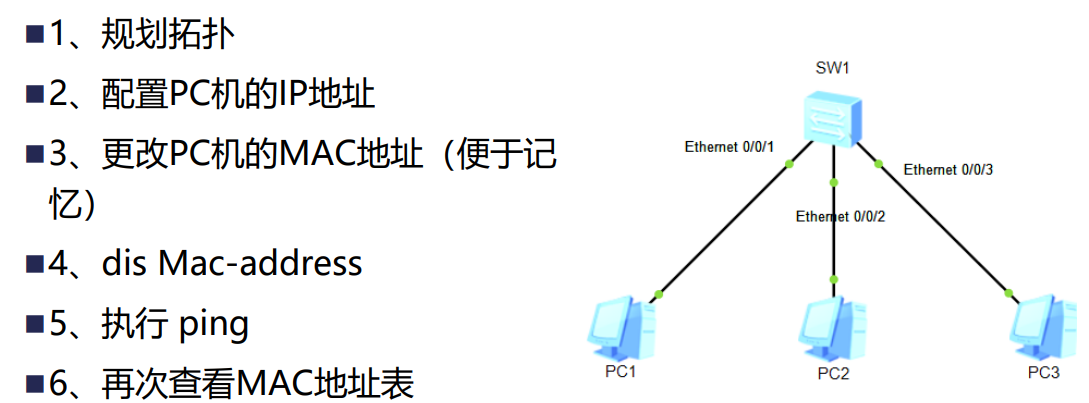 1、规划拓扑
2、配置PC机的IP地址
3、更改PC机的MAC地址（便于记
忆）
4、dis Mac-address
5、执行 ping
6、再次查看MAC地址表
SW1
Ethernet 0/0/1
Ethernet 0/0/3
Ethernet 0/0/2
PC1
PC2
PC3